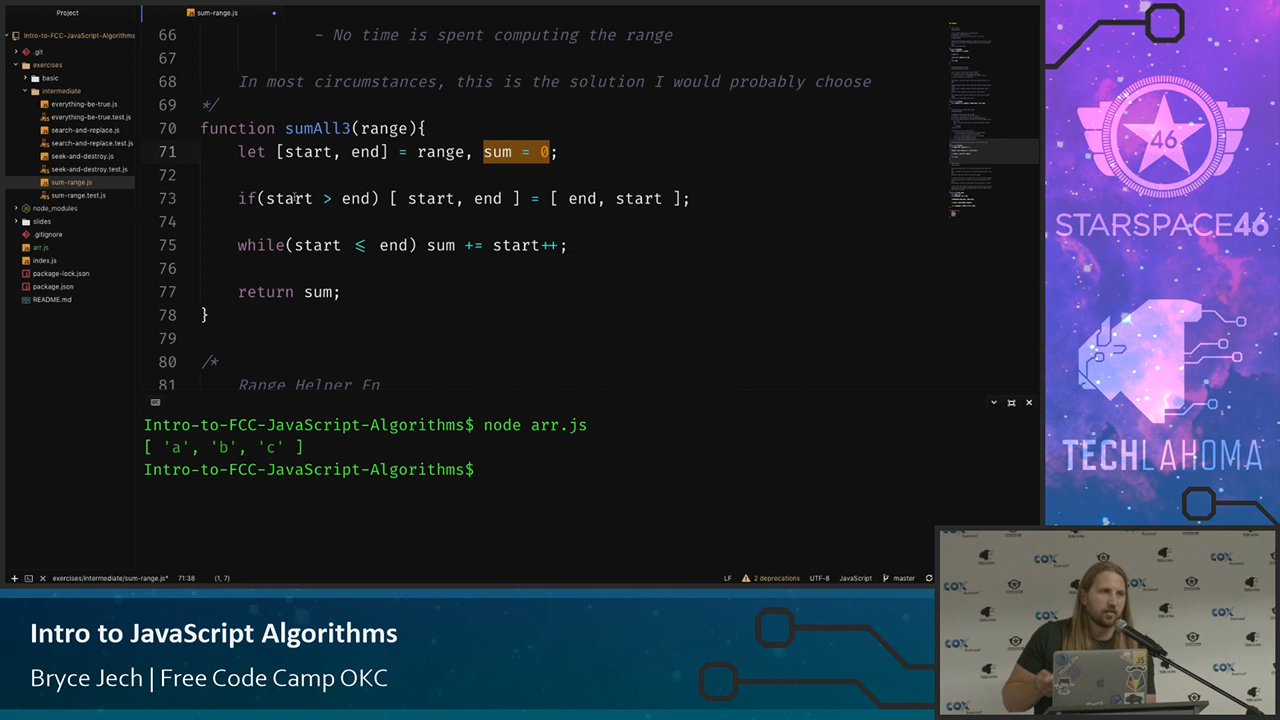 Project
sum-range.js
Intro-to-FCC-JavaScript-Algorithms
.git
exercises
basic
intermediate
everything-be-true.js
everything-be-true.test.js
search-and-replace.js
search-and-replace.test.js
seek-and-destroy.js
seek-and-destroy.test.js
sum-range.js
sum-range.test.js
node_modules
slides
.gitignore
arr.js
index.js
package-lock.json
package.json
README.md
66 - No time is spent computing the range
67
68 In most circumstances this is the solution I would probably choose
69 */
70 function sumAll3(range){
71 let [start, end] = range, sum = 0;
72
73 if(start > end) [ start, end ] = [ end, start ];
74
75 while(start ≤ end) sum += start++;
76
77 return sum;
78 }
79
80 /*
81 Range Helper Fn
Intro-to-FCC-JavaScript-Algorithms$ node arr.js
[ 'a', 'b', 'c' ]
Intro-to-FCC-JavaScript-Algorithms$
exercises/intermediate/sum-range.js* 71:38 (1, 7) LF 2 deprecations UTF-8 JavaScript master
46
STARSPACE46
TECHLAHOMA
COX
COX
COX
COX
COX
JS
Intro to JavaScript Algorithms
Bryce Jech | Free Code Camp OKC